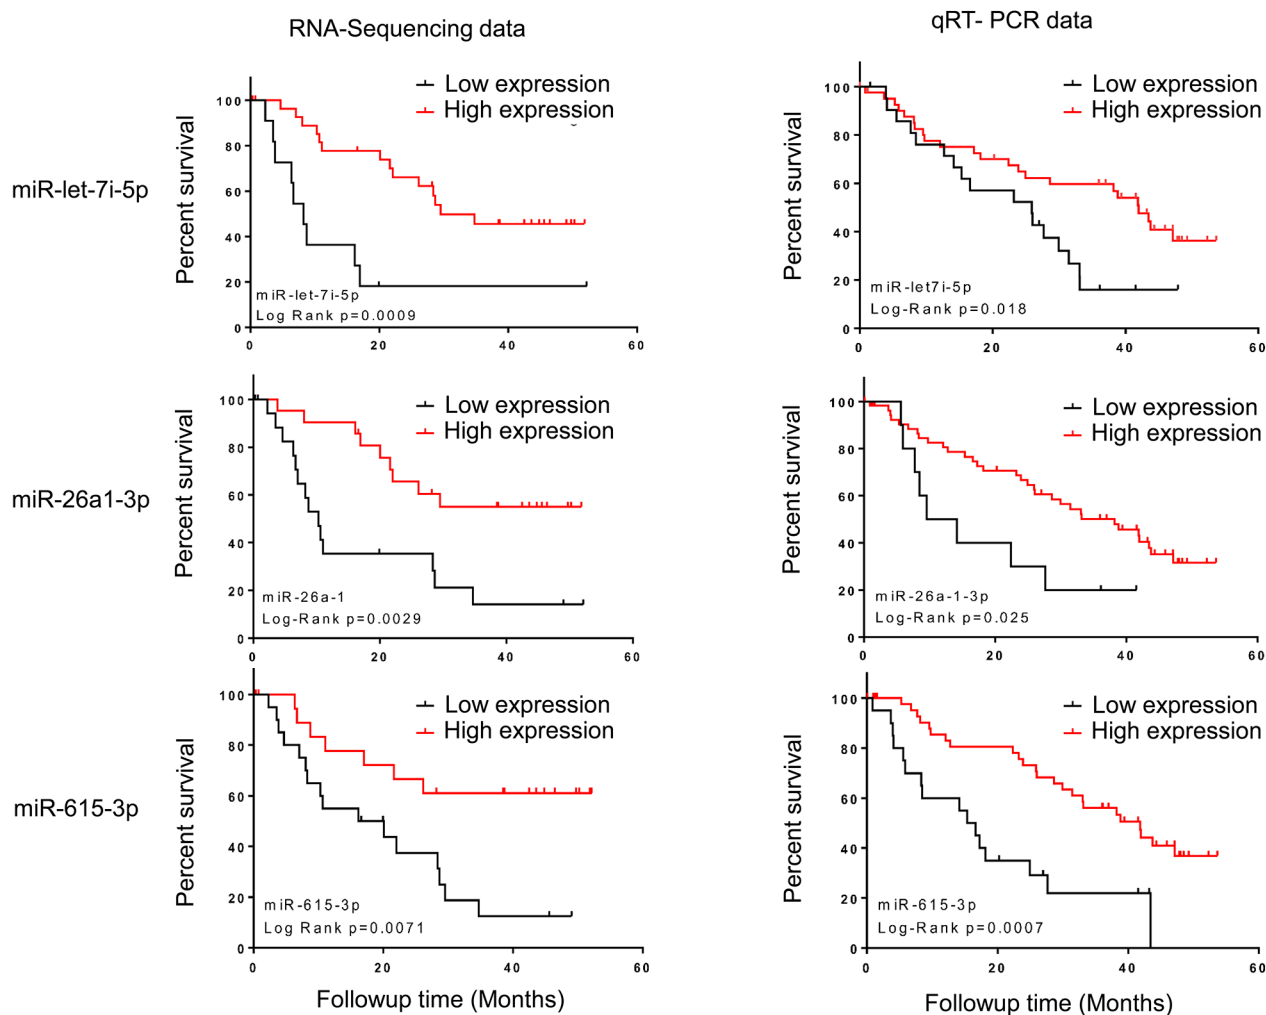 RNA-Sequencing data
qRT- PCR data
miR-let-7i-5p
Percent survival
100
80
60
40
20
0
Low expression
High expression
miR-let-7i-5p
Log Rank p=0.0009
0 20 40 60
Percent survival
100
80
60
40
20
0
Low expression
High expression
miR-let7i-5p
Log-Rank p=0.018
0 20 40 60
miR-26a1-3p
Percent survival
100
80
60
40
20
0
Low expression
High expression
miR-26a-1
Log-Rank p=0.0029
0 20 40 60
Percent survival
100
80
60
40
20
0
Low expression
High expression
miR-26a-1-3p
Log-Rank p=0.025
0 20 40 60
miR-615-3p
Percent survival
100
80
60
40
20
0
Low expression
High expression
miR-615-3p
Log Rank p=0.0071
0 20 40 60
Followup time (Months)
Percent survival
100
80
60
40
20
0
Low expression
High expression
miR-615-3p
Log-Rank p=0.0007
0 20 40 60
Followup time (Months)